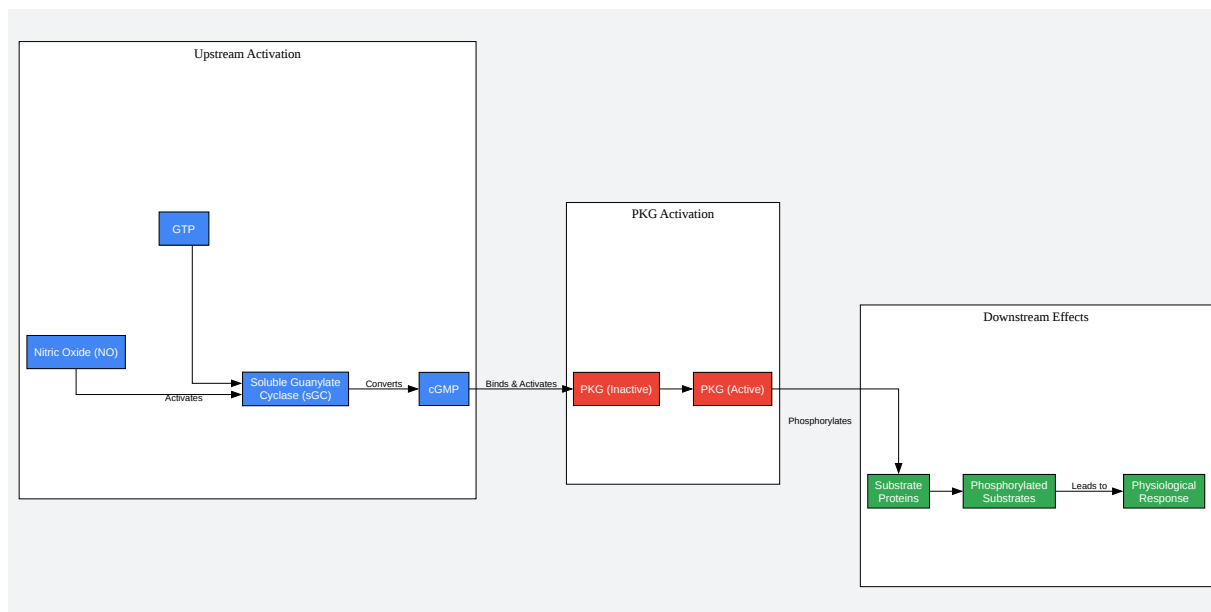 Upstream Activation
GTP
Nitric Oxide (NO)
Activates
Soluble Guanylate
Cyclase (sGC)
Converts
cGMP
Binds & Activates
PKG Activation
PKG (Inactive)
PKG (Active)
Phosphorylates
Downstream Effects
Substrate
Proteins
Phosphorylated
Substrates
Leads to
Physiological
Response